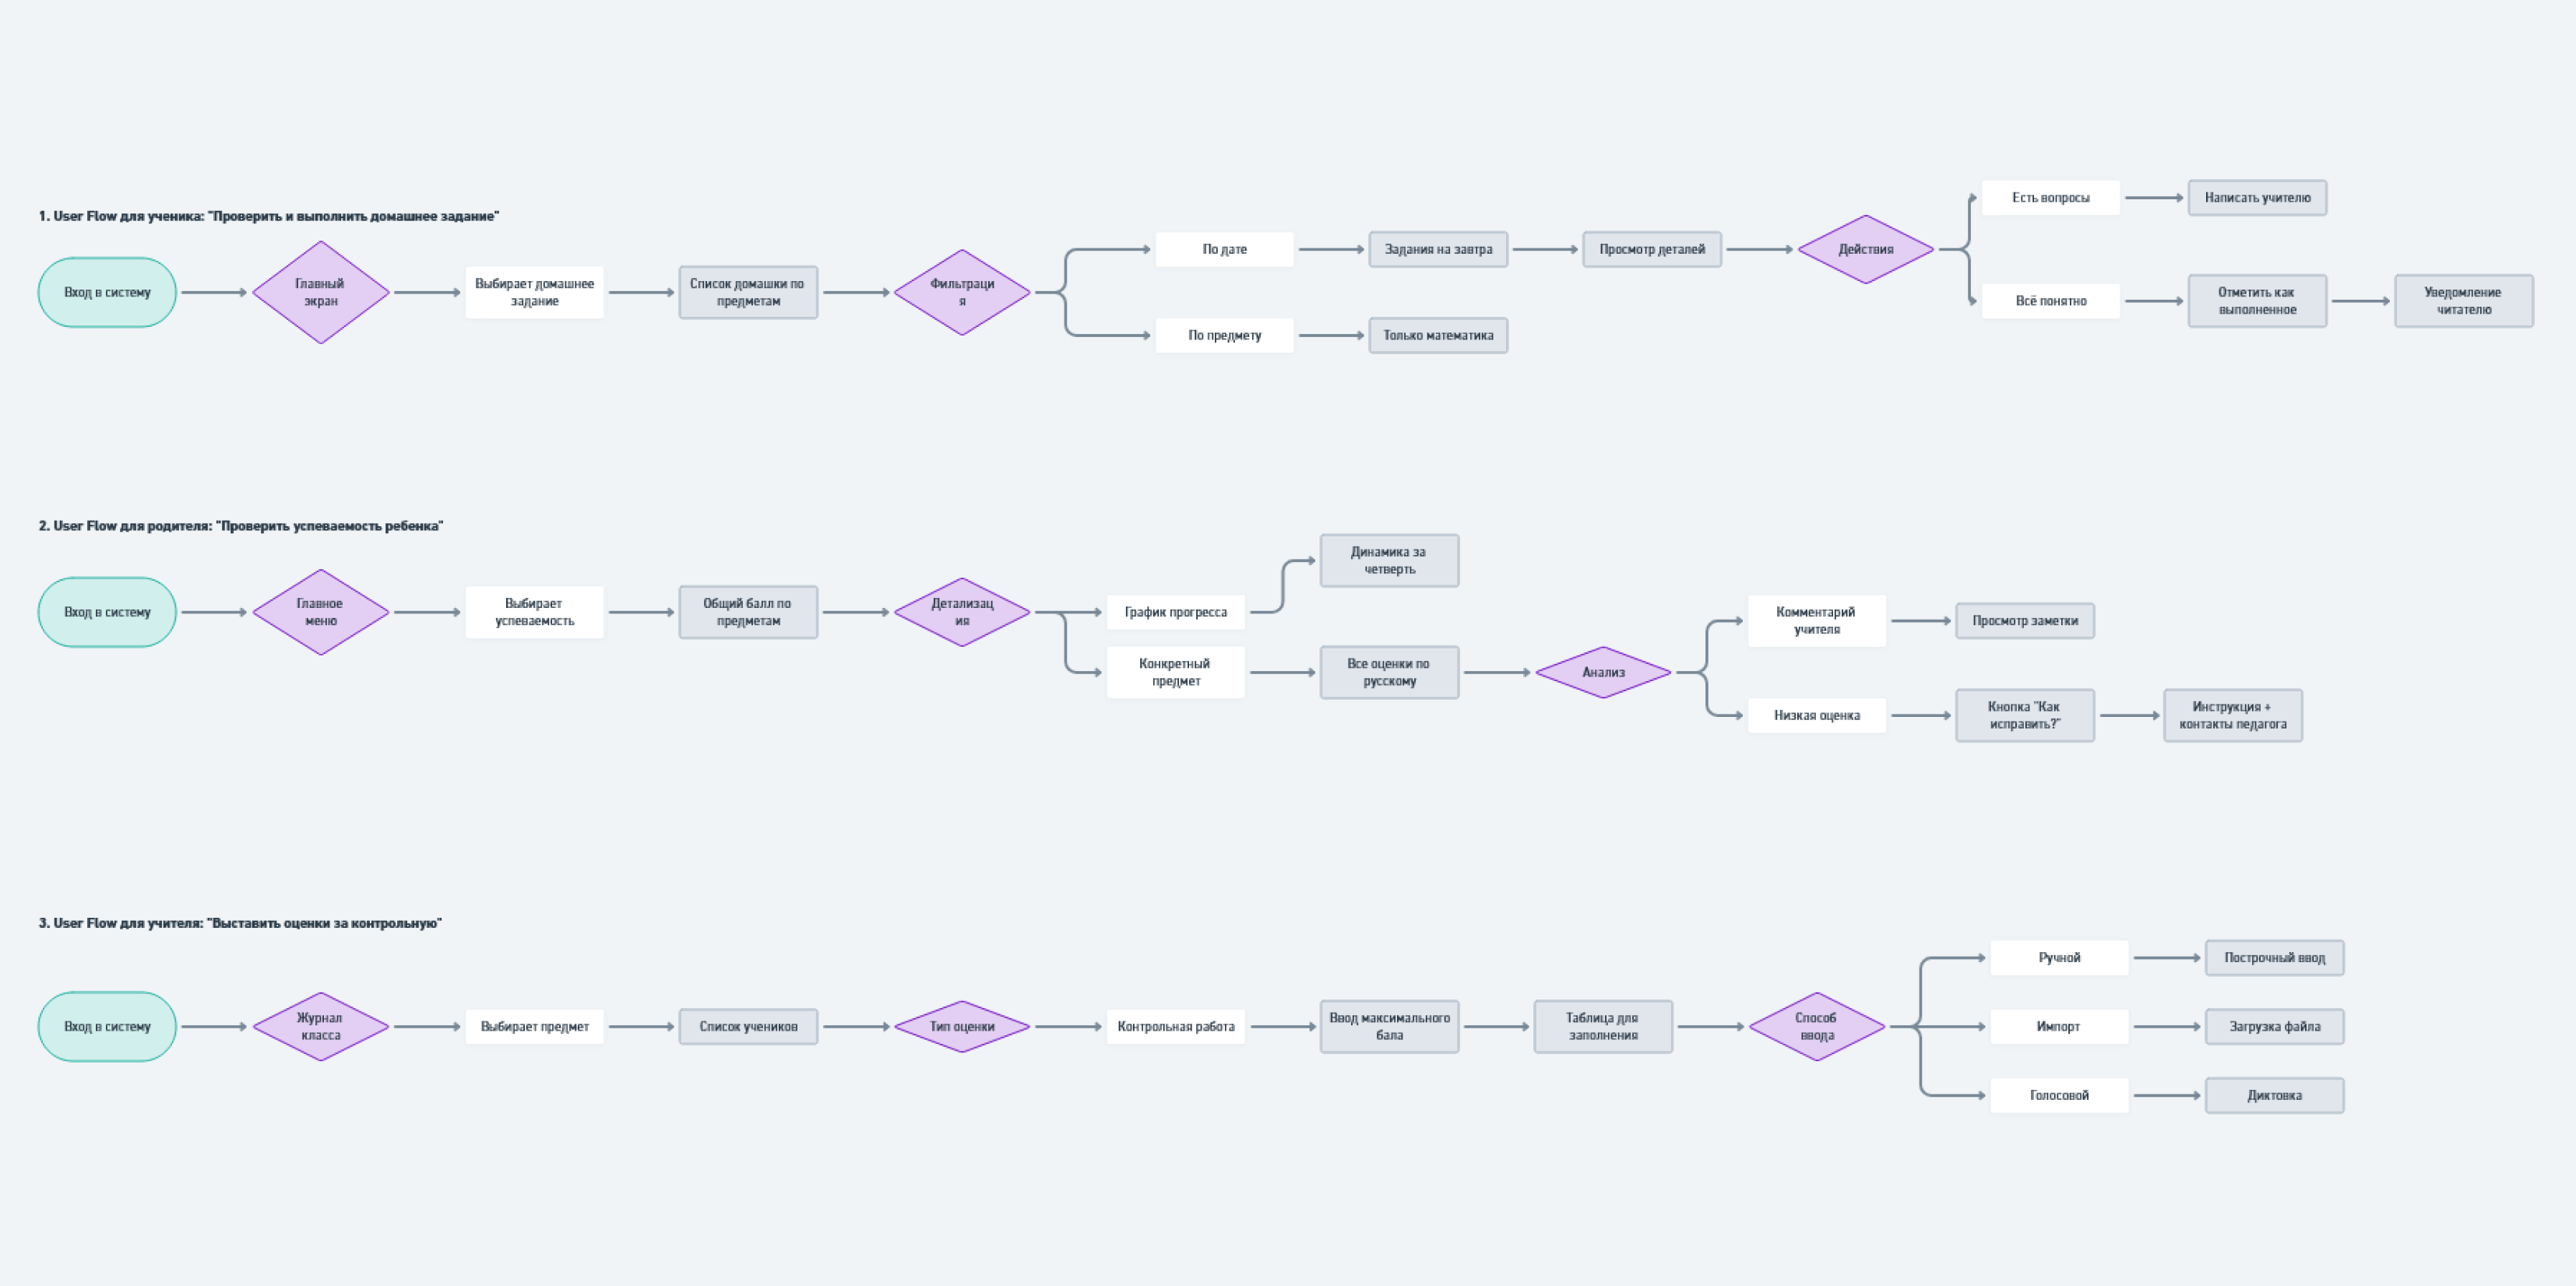 1. User Flow для ученика: "Проверить и выполнить домашнее задание"
Вход в систему
Главный
экран
Выбирает домашнее
задание
Список домашки по
предметам
Фильтраци
я
По дате
Задания на завтра
Просмотр деталей
Действия
Есть вопросы
Написать учителю
По предмету
Только математика
Всё понятно
Отметить как
выполненное
Уведомление
читателю
2. User Flow для родителя: "Проверить успеваемость ребенка"
Вход в систему
Главное
меню
Выбирает
успеваемость
Общий балл по
предметам
Детализац
ия
График прогресса
Динамика за
четверть
Конкретный
предмет
Все оценки по
русскому
Анализ
Комментарий
учителя
Просмотр заметки
Низкая оценка
Кнопка "Как
исправить?"
Инструкция +
контакты педагога
3. User Flow для учителя: "Выставить оценки за контрольную"
Вход в систему
Журнал
класса
Выбирает предмет
Список учеников
Тип оценки
Контрольная работа
Ввод максимального
бала
Таблица для
заполнения
Способ
ввода
Ручной
Построчный ввод
Импорт
Загрузка файла
Голосовой
Диктовка